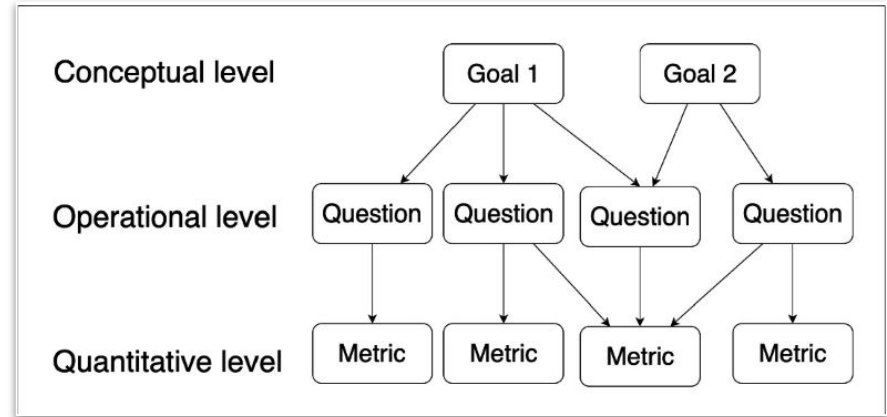 Conceptual level
Goal 1
Goal 2
Operational level
Question
Question
Question
Question
Quantitative level
Metric
Metric
Metric
Metric